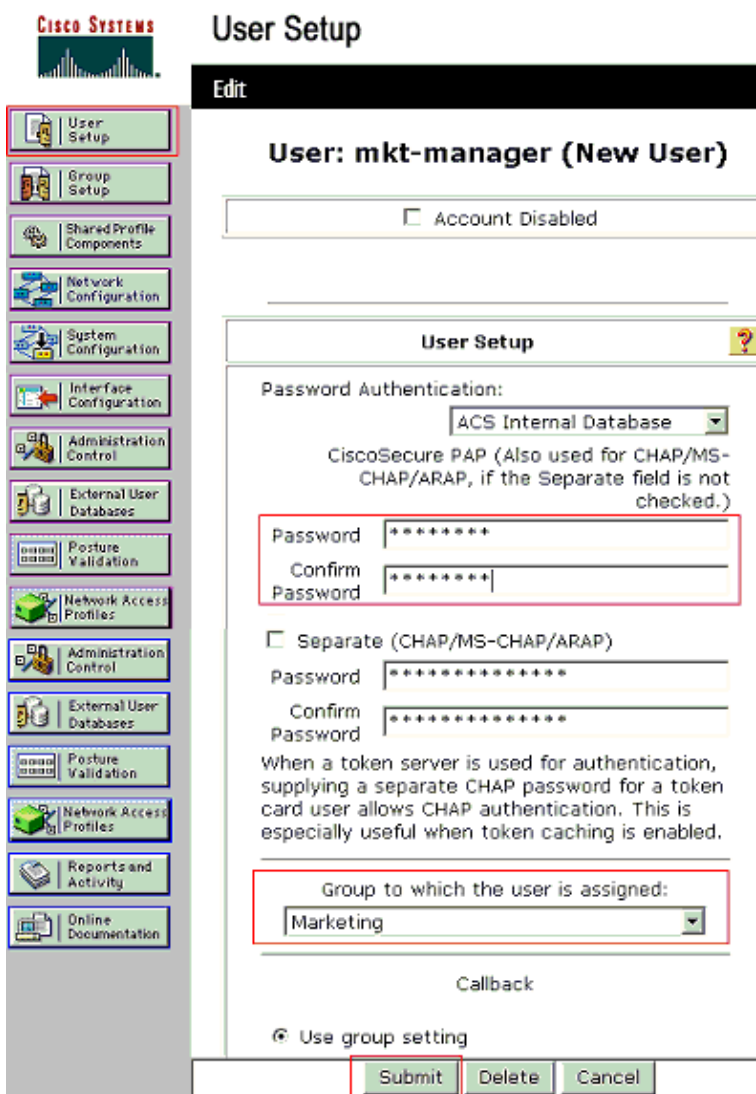 CISCO SYSTEMS
User Setup
Edit
User
Setup
Group
Setup
Shared Profile
Components
Network
Configuration
System
Configuration
Interface
Configuration
Administration
Control
External User
Databases
Posture
Validation
Network Access
Profiles
Administration
Control
External User
Databases
Posture
Validation
Network Access
Profiles
Reports and
Activity
Online
Documentation
User: mkt-manager (New User)
Account Disabled
User Setup
?
Password Authentication:
ACS Internal Database
CiscoSecure PAP (Also used for CHAP/MS-
CHAP/ARAP, if the Separate field is not
checked.)
Password ********
Confirm
Password ********
Separate (CHAP/MS-CHAP/ARAP)
Password **************
Confirm
Password **************
When a token server is used for authentication,
supplying a separate CHAP password for a token
card user allows CHAP authentication. This is
especially useful when token caching is enabled.
Group to which the user is assigned:
Marketing
Callback
Use group setting
Submit Delete Cancel